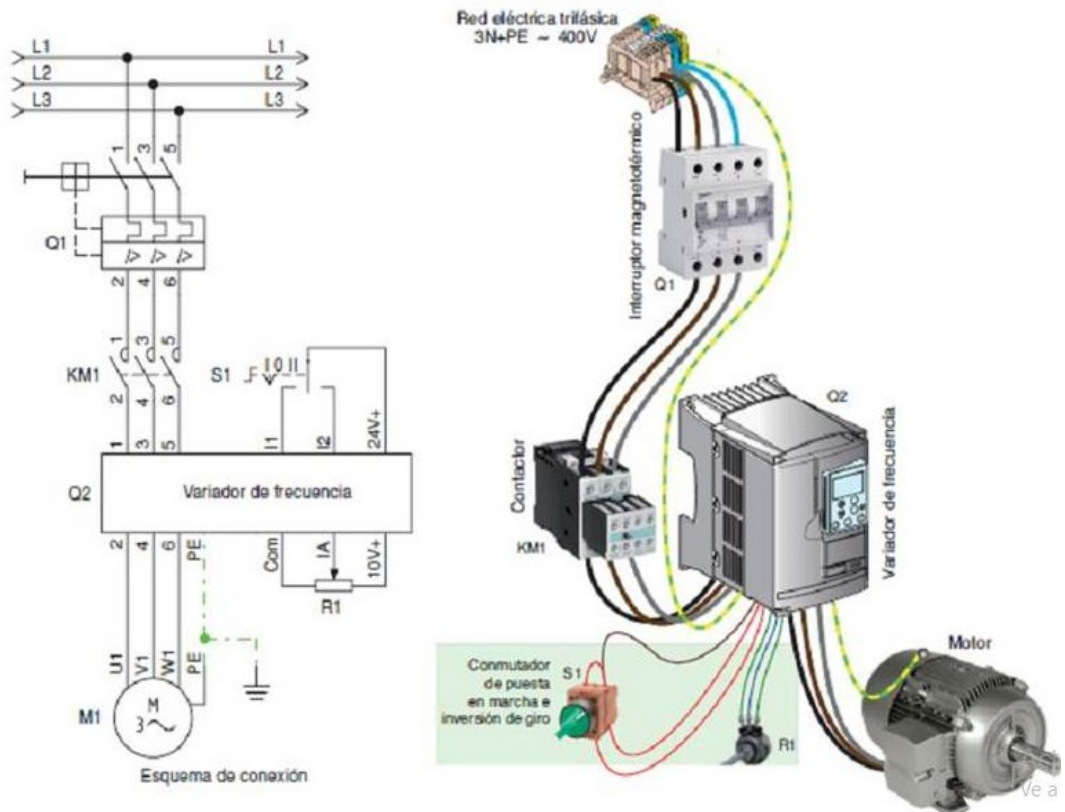 L1 L1
L2 L2
L3 L3
1 3 5
Q1
2 4 6
1 3 5
KM1
2 4 6
S1 I 0 II
1 3 5 I1 I2 24V+
Q2
Variador de frecuencia
2 4 6 PE Com IA 10V+
R1
U1 V1 W1 PE
M1
M
3~
Esquema de conexión
Red eléctrica trifásica
3N+PE ~ 400V
Interruptor magnetotérmico
Q1
Q2
Contactor
KM1
Variador de frecuencia
Motor
Conmutador
de puesta
en marcha e
inversión de giro
S1
R1
Ve a